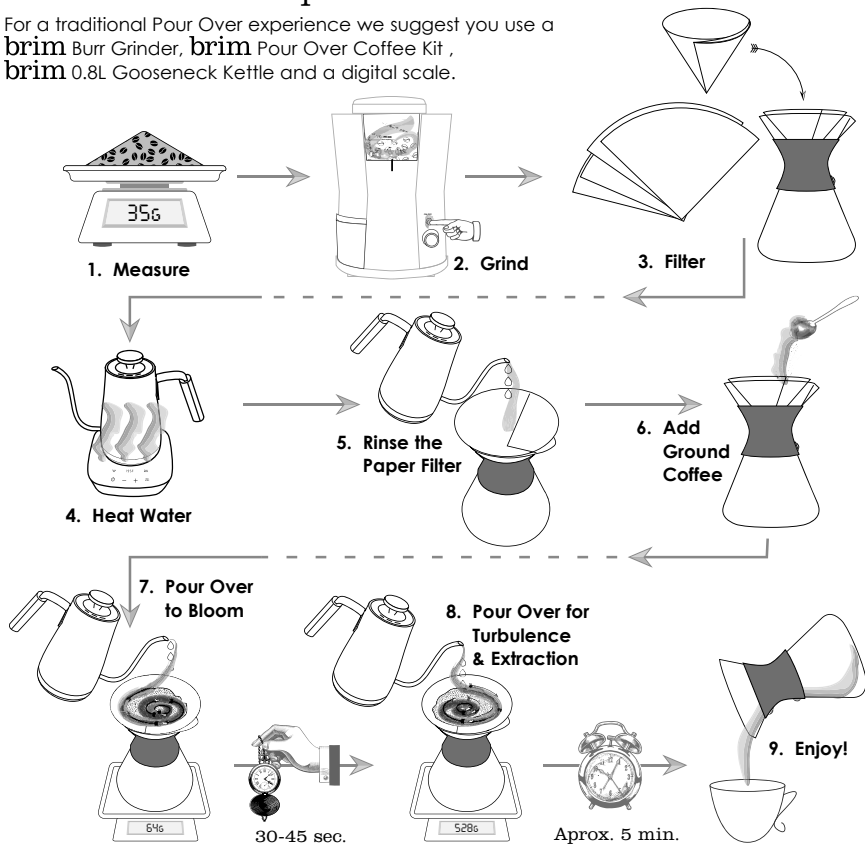 For a traditional Pour Over experience we suggest you use a
brim Burr Grinder, brim Pour Over Coffee Kit ,
brim 0.8L Gooseneck Kettle and a digital scale.
35G
1. Measure
2. Grind
3. Filter
4. Heat Water
5. Rinse the
Paper Filter
6. Add
Ground
Coffee
7. Pour Over
to Bloom
8. Pour Over for
Turbulence
& Extraction
9. Enjoy!
64G
30-45 sec.
528G
Aprox. 5 min.